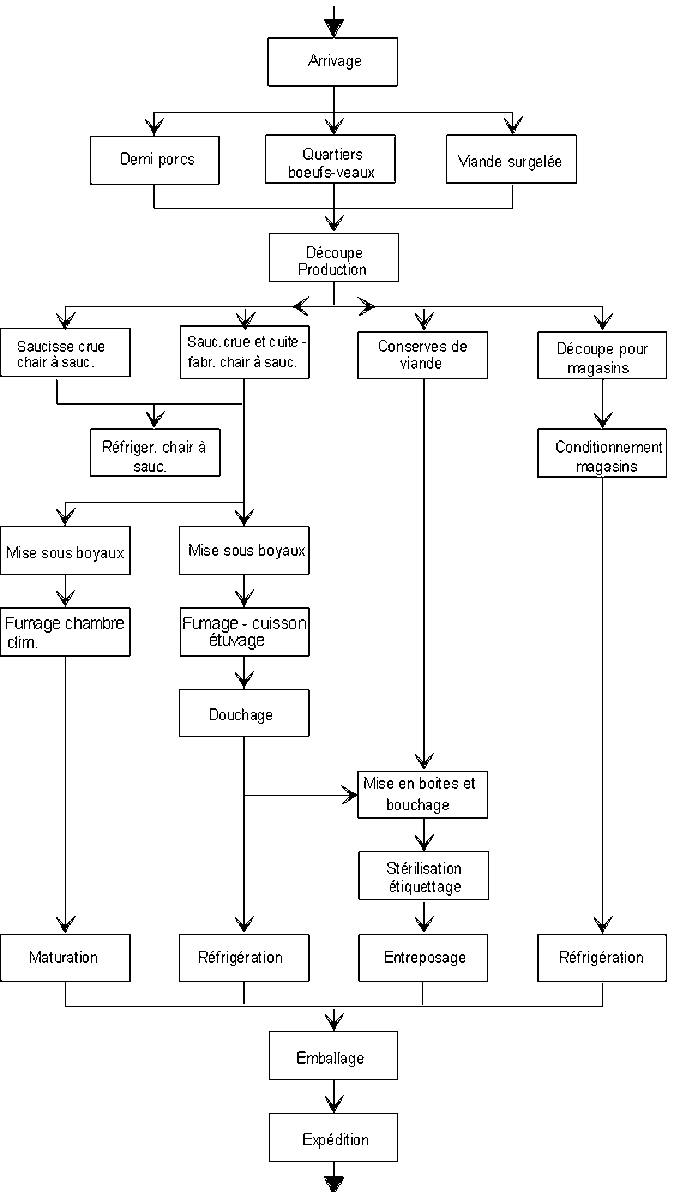 Arrivage
Demi porcs
Quartiers
boeufs-veaux
Viande surgelée
Découpe
Production
Saucisse crue
chair à sauc.
Sauc.crue et cuite -
fabr. chair à sauc.
Conserves de
viande
Découpe pour
magasins
Réfriger. chair à
sauc.
Conditionnement
magasins
Mise sous boyaux
Mise sous boyaux
Fumage chambre
clim.
Fumage - cuisson
étuvage
Douchage
Mise en boites et
bouchage
Stérilisation
étiquettage
Maturation
Réfrigération
Entreposage
Réfrigération
Emballage
Expédition